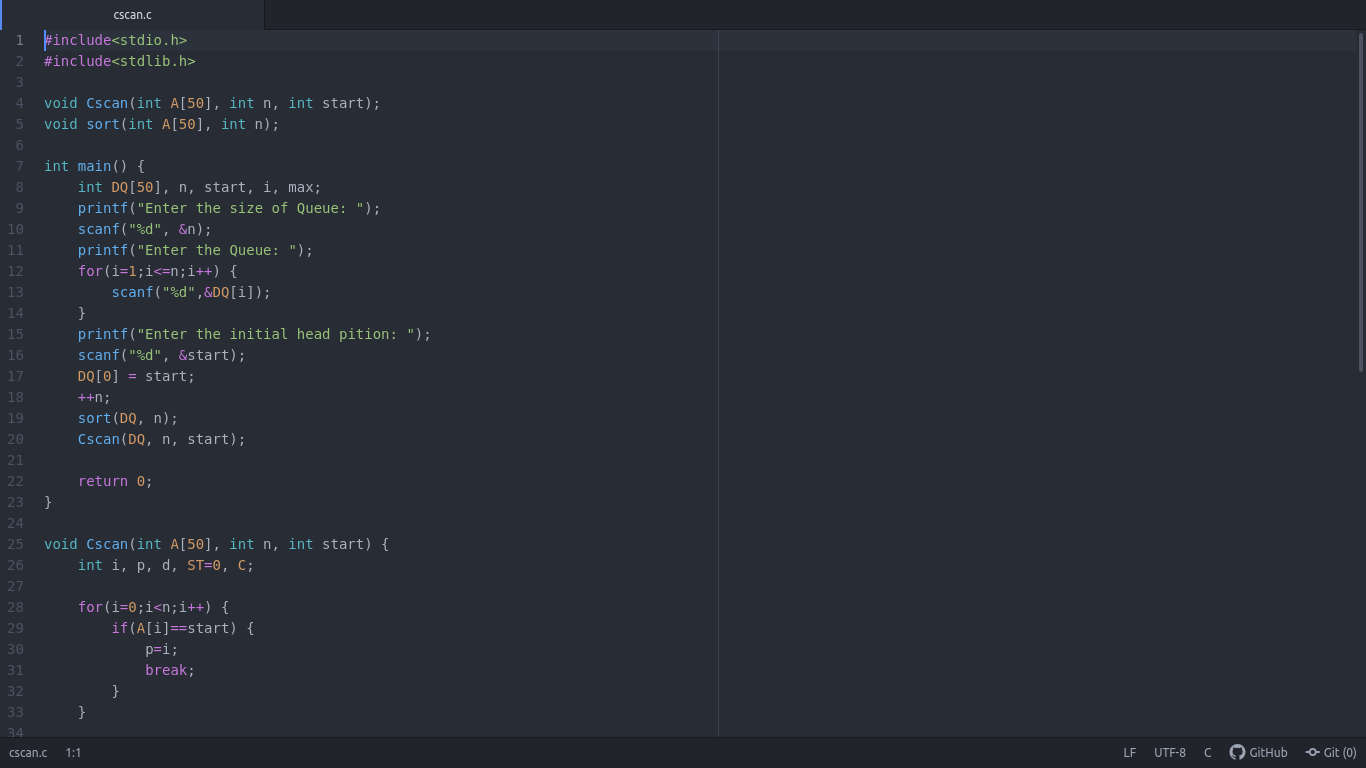 cscan.c
1 #include<stdio.h>
2 #include<stdlib.h>
3
4 void Cscan(int A[50], int n, int start);
5 void sort(int A[50], int n);
6
7 int main() {
8     int DQ[50], n, start, i, max;
9     printf("Enter the size of Queue: ");
10     scanf("%d", &n);
11     printf("Enter the Queue: ");
12     for(i=1;i<=n;i++) {
13         scanf("%d",&DQ[i]);
14     }
15     printf("Enter the initial head pition: ");
16     scanf("%d", &start);
17     DQ[0] = start;
18     ++n;
19     sort(DQ, n);
20     Cscan(DQ, n, start);
21
22     return 0;
23 }
24
25 void Cscan(int A[50], int n, int start) {
26     int i, p, d, ST=0, C;
27
28     for(i=0;i<n;i++) {
29         if(A[i]==start) {
30             p=i;
31             break;
32         }
33     }
34
cscan.c 1:1 LF UTF-8 C GitHub Git (0)